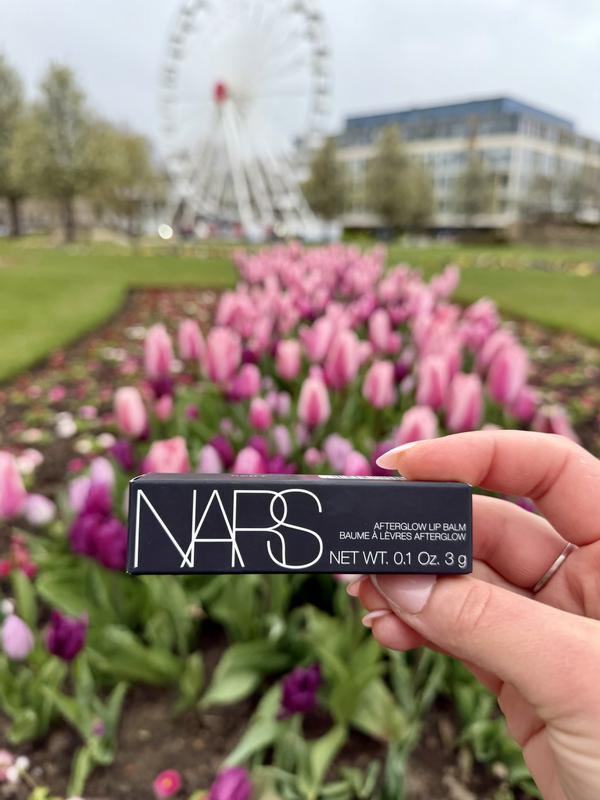 NARS
AFTERGLOW LIP BALM
BAUME À LÈVRES AFTERGLOW
NET WT. 0.1 Oz. 3 g